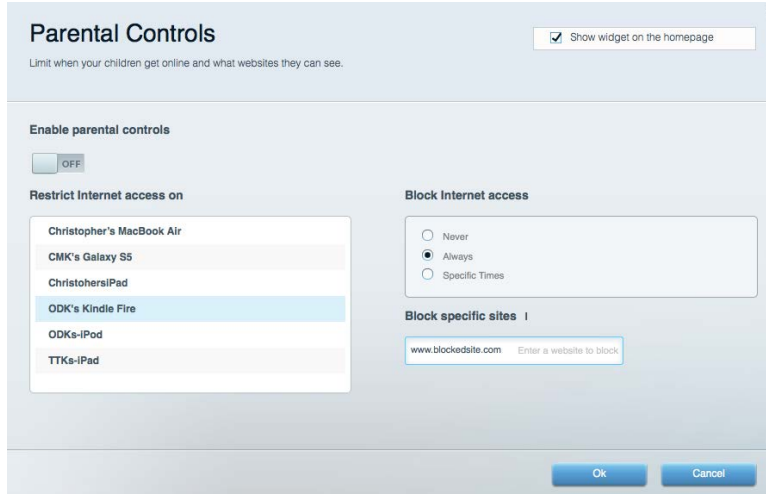 Parental Controls
Show widget on the homepage
Limit when your children get online and what websites they can see.
Enable parental controls
OFF
Restrict Internet access on
Christopher's MacBook Air
CMK's Galaxy S5
ChristohersiPad
ODK's Kindle Fire
ODKs-iPod
TTKs-iPad
Block Internet access
Never
Always
Specific Times
Block specific sites I
www.blockedsite.com Enter a website to block
Ok
Cancel